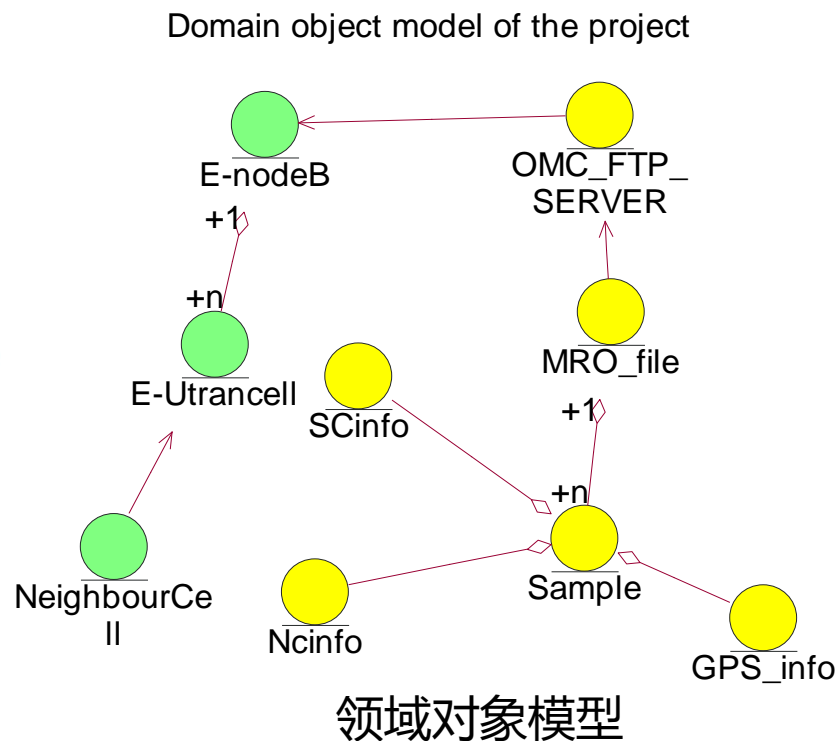 Domain object model of the project
E-nodeB
OMC_FTP_
SERVER
+1
+n
E-Utrancell
MRO_file
SCinfo
+1
+n
NeighbourCe
ll
Ncinfo
Sample
GPS_info
领域对象模型